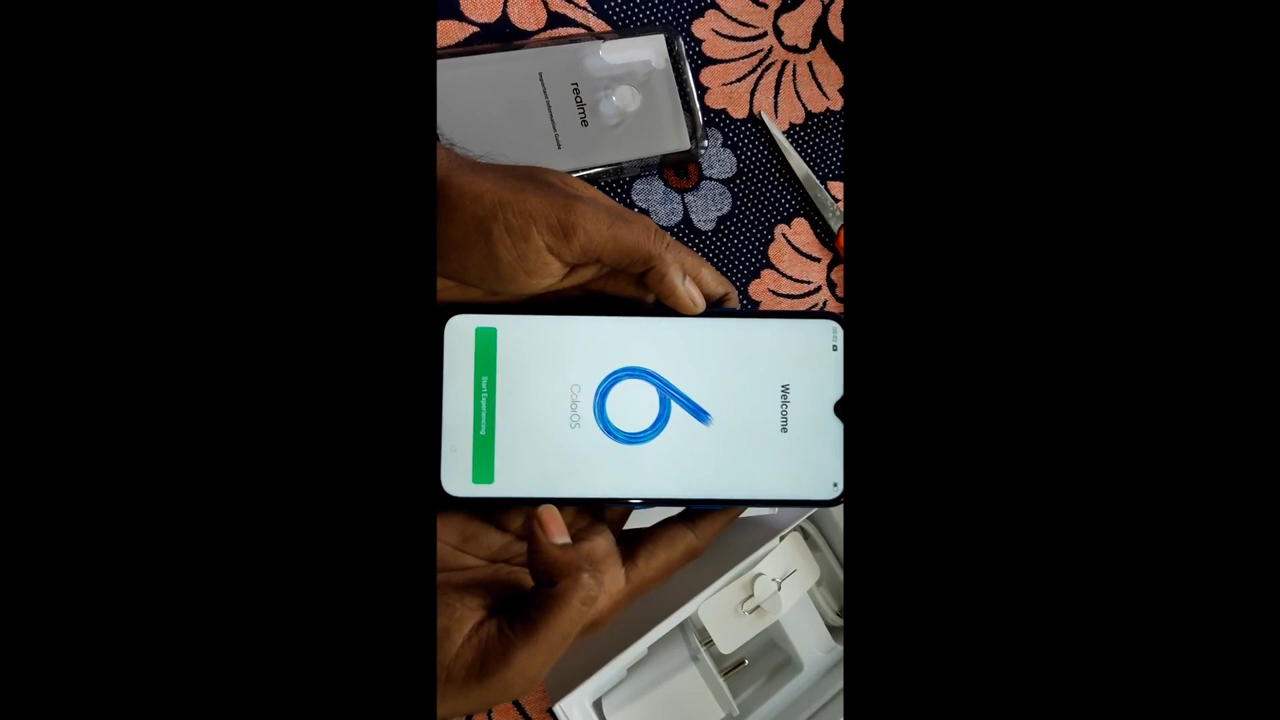 realme
Important Information Guide
Welcome
ColorOS
Start Experiencing